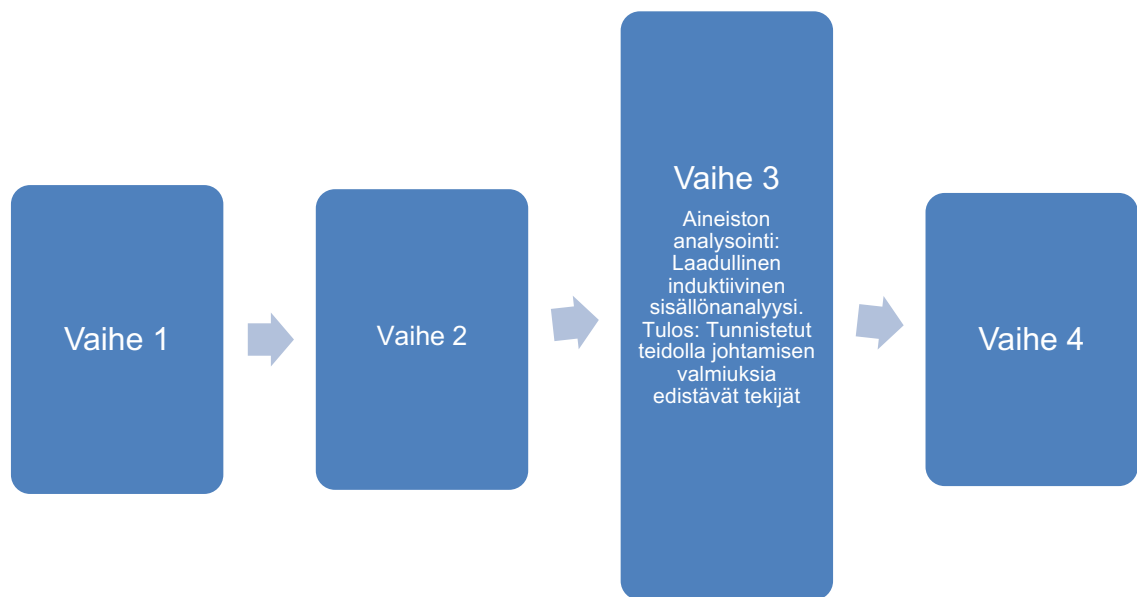 Vaihe 1
Vaihe 2
Vaihe 3
Aineiston
analysointi:
Laadullinen
induktiivinen
sisällönanalyysi.
Tulos: Tunnistetut
teidolla johtamisen
valmiuksia
edistävät tekijät
Vaihe 4